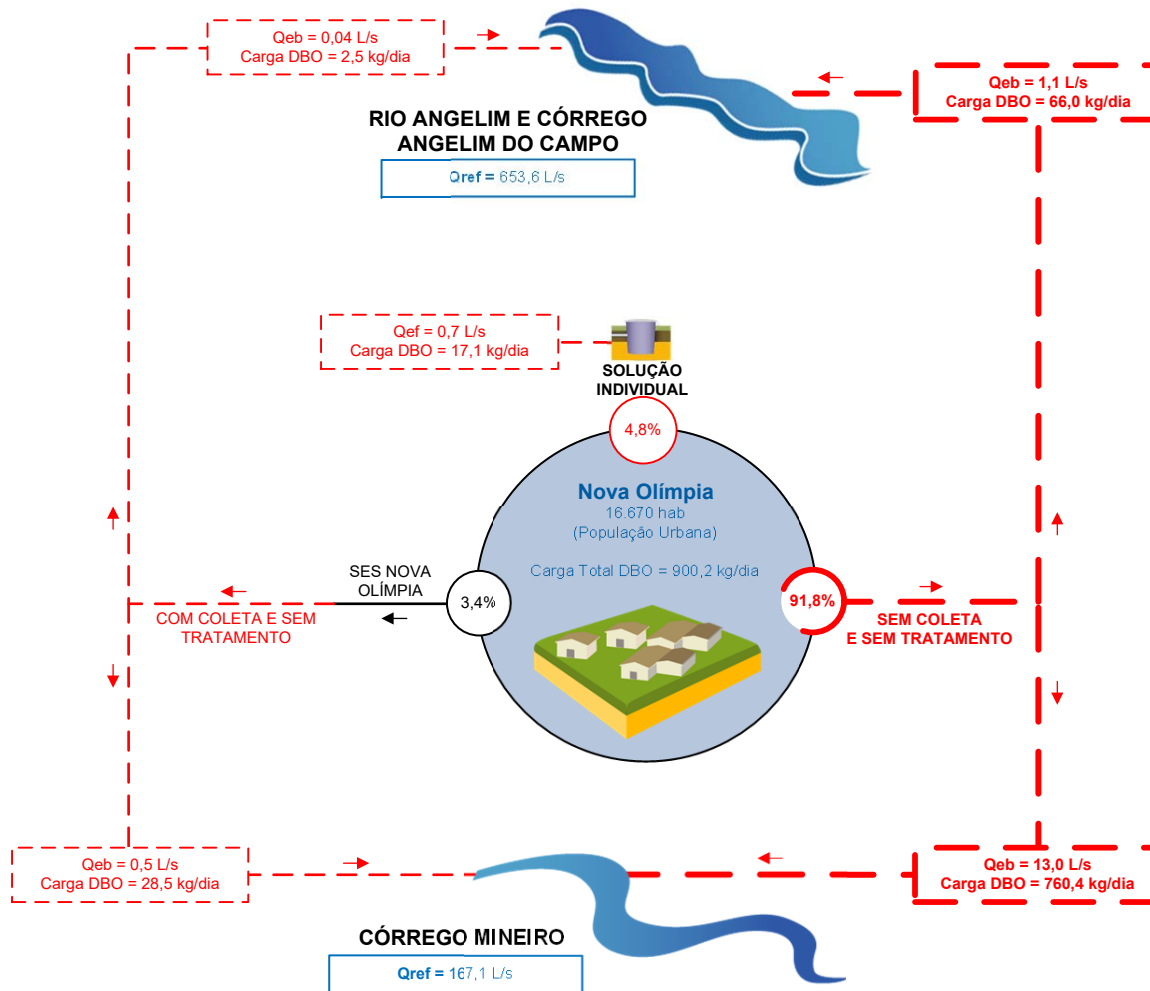 Qeb = 0,04 L/s
Carga DBO = 2,5 kg/dia
Qeb = 1,1 L/s
Carga DBO = 66,0 kg/dia
RIO ANGELIM E CÓRREGO
ANGELIM DO CAMPO
Qref = 653,6 L/s
Qef = 0,7 L/s
Carga DBO = 17,1 kg/dia
SOLUÇÃO
INDIVIDUAL
4,8%
Nova Olímpia
16.670 hab
(População Urbana)
Carga Total DBO = 900,2 kg/dia
SES NOVA
OLÍMPIA
3,4%
91,8%
COM COLETA E SEM
TRATAMENTO
SEM COLETA
E SEM TRATAMENTO
Qeb = 0,5 L/s
Carga DBO = 28,5 kg/dia
Qeb = 13,0 L/s
Carga DBO = 760,4 kg/dia
CÓRREGO MINEIRO
Qref = 167,1 L/s